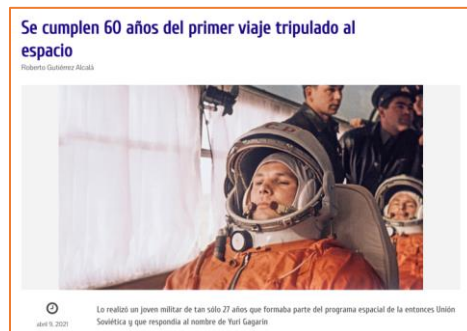 Se cumplen 60 años del primer viaje tripulado al
espacio
Roberto Gutiérrez Alcalá
abril 9, 2021
Lo realizó un joven militar de tan sólo 27 años que formaba parte del programa espacial de la entonces Unión
Soviética y que respondía al nombre de Yuri Gagarin